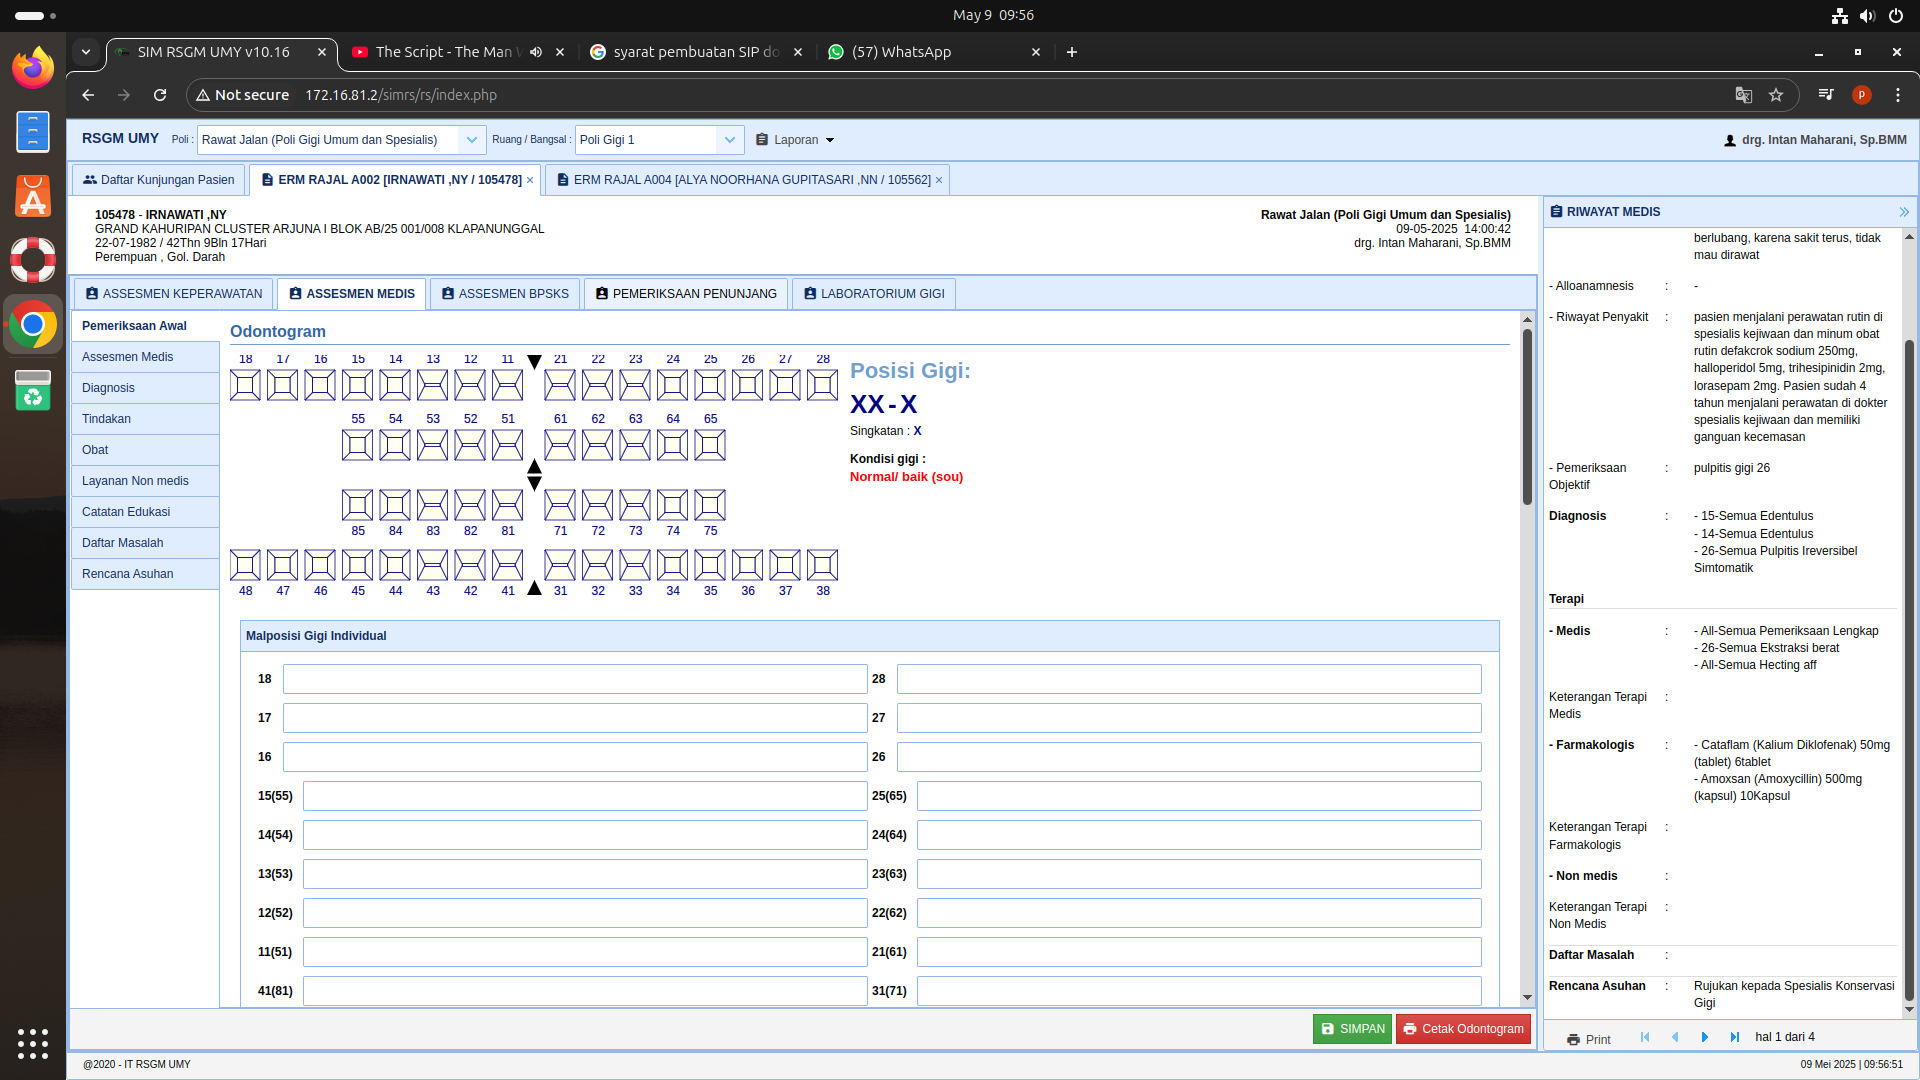 May 9  09:56
SIM RSGM UMY v10.16
The Script - The Man
syarat pembuatan SIP do
(57) WhatsApp
Not secure
172.16.81.2/simrs/rs/index.php
P
RSGM UMY
Poli :
Rawat Jalan (Poli Gigi Umum dan Spesialis)
Ruang / Bangsal :
Poli Gigi 1
Laporan
drg. Intan Maharani, Sp.BMM
Daftar Kunjungan Pasien
ERM RAJAL A002 [IRNAWATI ,NY / 105478]
ERM RAJAL A004 [ALYA NOORHANA GUPITASARI ,NN / 105562]
105478 - IRNAWATI ,NY
GRAND KAHURIPAN CLUSTER ARJUNA I BLOK AB/25 001/008 KLAPANUNGGAL
22-07-1982 / 42Thn 9Bln 17Hari
Perempuan , Gol. Darah
Rawat Jalan (Poli Gigi Umum dan Spesialis)
09-05-2025  14:00:42
drg. Intan Maharani, Sp.BMM
ASSESMEN KEPERAWATAN
ASSESMEN MEDIS
ASSESMEN BPSKS
PEMERIKSAAN PENUNJANG
LABORATORIUM GIGI
Pemeriksaan Awal
Assesmen Medis
Diagnosis
Tindakan
Obat
Layanan Non medis
Catatan Edukasi
Daftar Masalah
Rencana Asuhan
Odontogram
18 17 16 15 14 13 12 11 21 22 23 24 25 26 27 28
55 54 53 52 51 61 62 63 64 65
85 84 83 82 81 71 72 73 74 75
48 47 46 45 44 43 42 41 31 32 33 34 35 36 37 38
Posisi Gigi:
XX - X
Singkatan : X
Kondisi gigi :
Normal/ baik (sou)
Malposisi Gigi Individual
18 28
17 27
16 26
15(55) 25(65)
14(54) 24(64)
13(53) 23(63)
12(52) 22(62)
11(51) 21(61)
41(81) 31(71)
SIMPAN
Cetak Odontogram
RIWAYAT MEDIS
berlubang, karena sakit terus, tidak
mau dirawat
- Alloanamnesis : -
- Riwayat Penyakit : pasien menjalani perawatan rutin di
spesialis kejiwaan dan minum obat
rutin defakcrok sodium 250mg,
halloperidol 5mg, trihesipinidin 2mg,
lorasepam 2mg. Pasien sudah 4
tahun menjalani perawatan di dokter
spesialis kejiwaan dan memiliki
ganguan kecemasan
- Pemeriksaan : pulpitis gigi 26
Objektif
Diagnosis : - 15-Semua Edentulus
- 14-Semua Edentulus
- 26-Semua Pulpitis Ireversibel
Simtomatik
Terapi
- Medis : - All-Semua Pemeriksaan Lengkap
- 26-Semua Ekstraksi berat
- All-Semua Hecting aff
Keterangan Terapi :
Medis
- Farmakologis : - Cataflam (Kalium Diklofenak) 50mg
(tablet) 6tablet
- Amoxsan (Amoxycillin) 500mg
(kapsul) 10Kapsul
Keterangan Terapi :
Farmakologis
- Non medis :
Keterangan Terapi :
Non Medis
Daftar Masalah :
Rencana Asuhan : Rujukan kepada Spesialis Konservasi
Gigi
Print
hal 1 dari 4
@2020 - IT RSGM UMY
09 Mei 2025 | 09:56:51